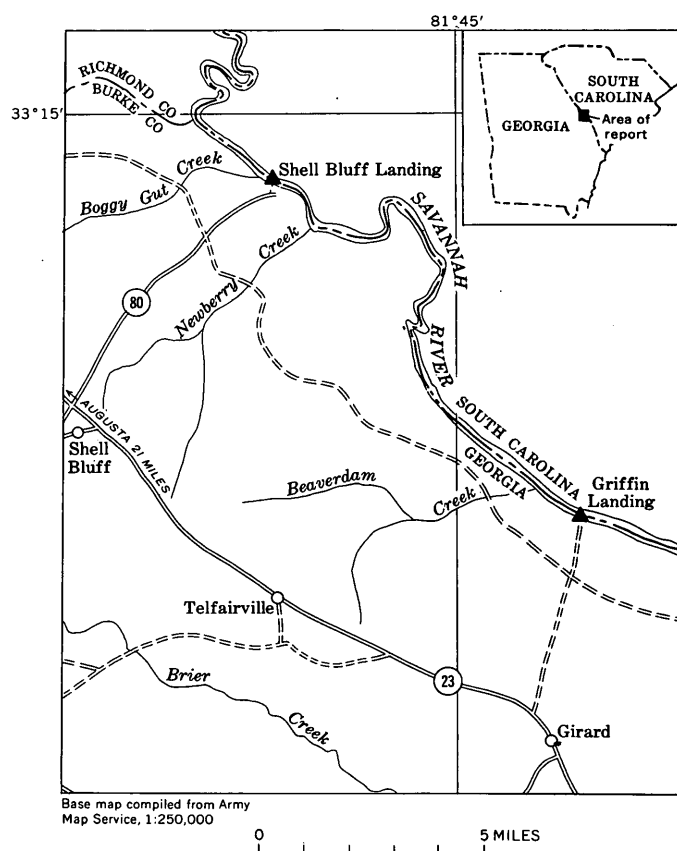 81°45'
33°15'
RICHMOND CO
BURKE CO
SOUTH
CAROLINA
GEORGIA
Area of
report
Shell Bluff Landing
Boggy Gut Creek
SAVANNAH
RIVER
Newberry Creek
80
AUGUSTA 21 MILES
Shell
Bluff
SOUTH CAROLINA
GEORGIA
Griffin
Landing
Beaverdam Creek
Telfairville
23
Brier Creek
Girard
Base map compiled from Army
Map Service, 1:250,000
0 5 MILES